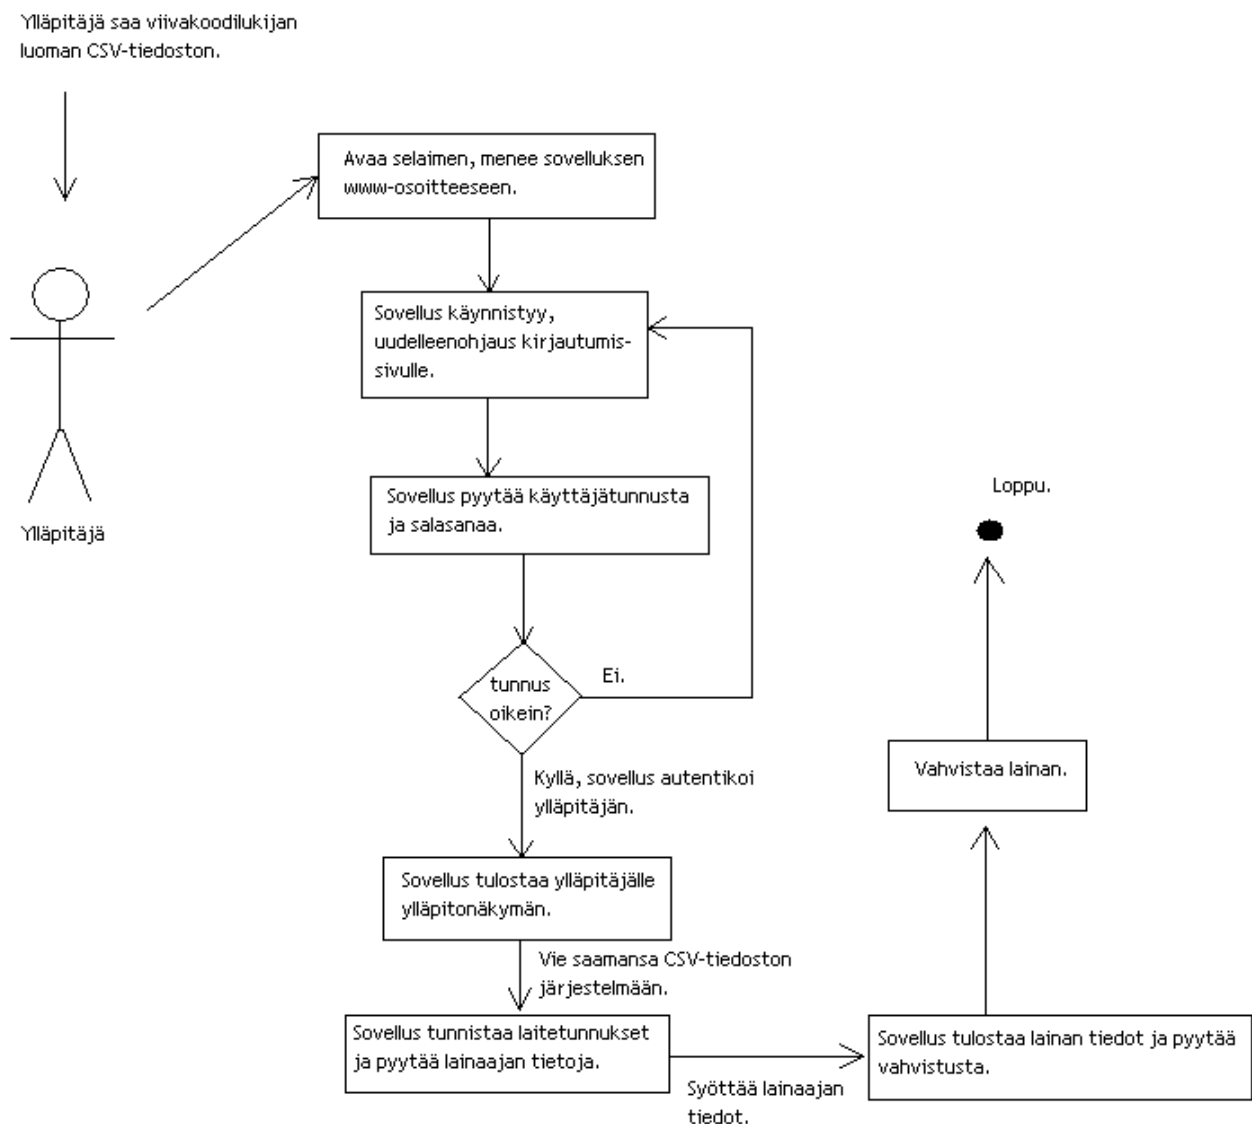 Ylläpitäjä saa viivakoodilukijan
luoman CSV-tiedoston.
Ylläpitäjä
Avaa selaimen, menee sovelluksen
www-osoitteeseen.
Sovellus käynnistyy,
uudelleenohjaus kirjautumis-
sivulle.
Sovellus pyytää käyttäjätunnusta
ja salasanaa.
tunnus
oikein?
Ei.
Kyllä, sovellus autentikoi
ylläpitäjän.
Sovellus tulostaa ylläpitäjälle
ylläpitonäkymän.
Vie saamansa CSV-tiedoston
järjestelmään.
Sovellus tunnistaa laitetunnukset
ja pyytää lainaajan tietoja.
Syöttää lainaajan
tiedot.
Sovellus tulostaa lainan tiedot ja pyytää
vahvistusta.
Vahvistaa lainan.
Loppu.